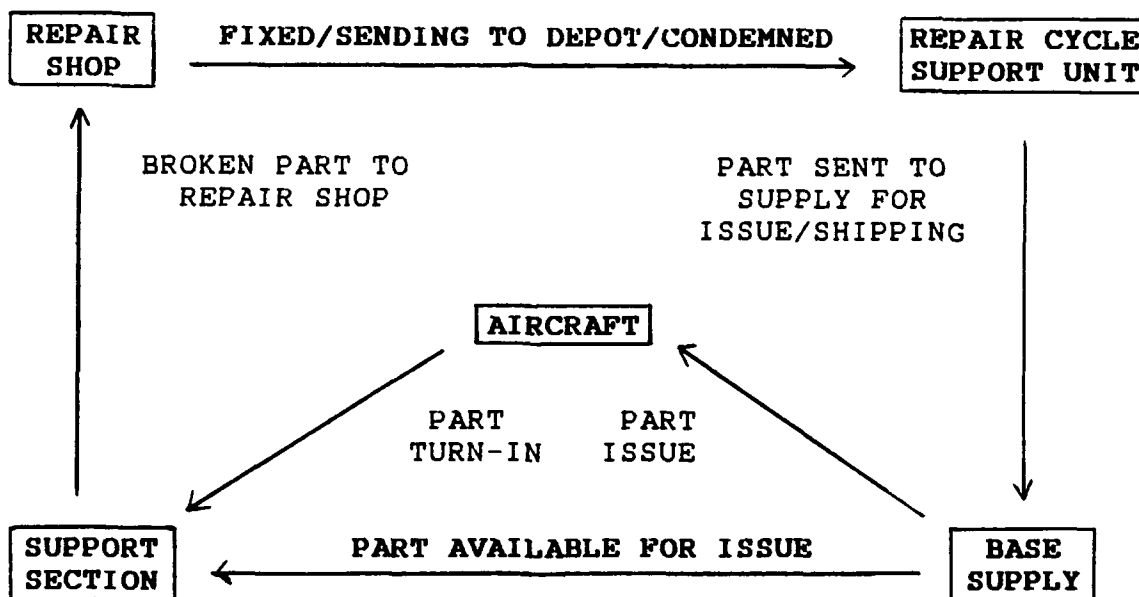 REPAIR
SHOP
FIXED/SENDING TO DEPOT/CONDEMNED
REPAIR CYCLE
SUPPORT UNIT
BROKEN PART TO
REPAIR SHOP
PART SENT TO
SUPPLY FOR
ISSUE/SHIPPING
AIRCRAFT
PART
TURN-IN
PART
ISSUE
SUPPORT
SECTION
PART AVAILABLE FOR ISSUE
BASE
SUPPLY